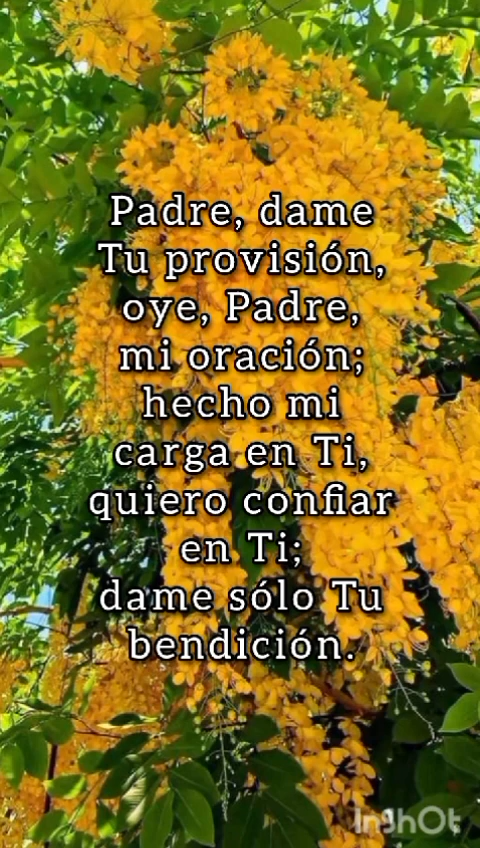 Padre, dame
Tu provisión,
oye, Padre,
mi oración;
hecho mi
carga en Ti,
quiero confiar
en Ti;
dame sólo Tu
bendición.
InghOt